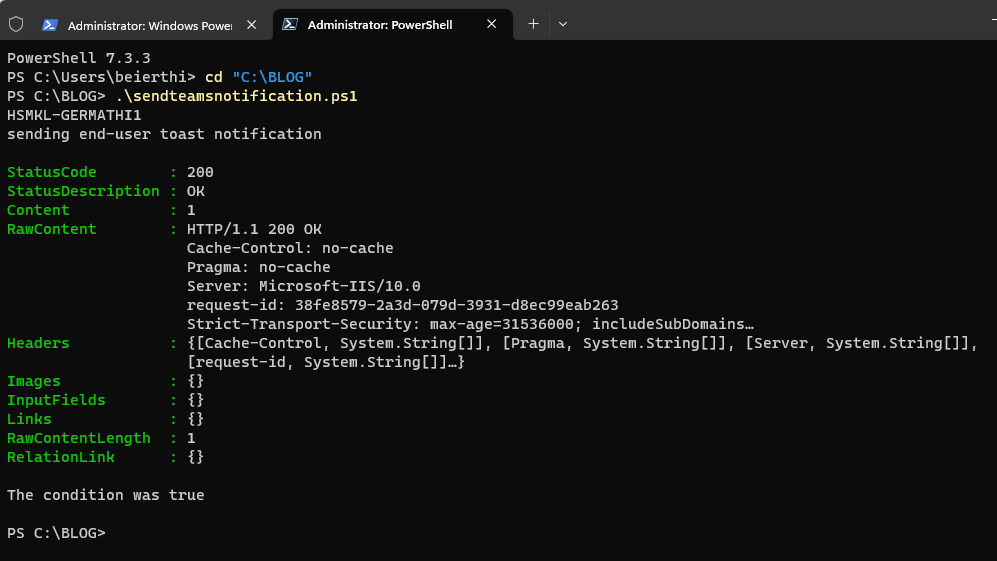 Administrator: Windows Power
Administrator: PowerShell
PowerShell 7.3.3
PS C:\Users\beierthi> cd "C:\BLOG"
PS C:\BLOG> .\sendteamsnotification.ps1
HSMKL-GERMATHI1
sending end-user toast notification
StatusCode : 200
StatusDescription : OK
Content : 1
RawContent : HTTP/1.1 200 OK
Cache-Control: no-cache
Pragma: no-cache
Server: Microsoft-IIS/10.0
request-id: 38fe8579-2a3d-079d-3931-d8ec99eab263
Strict-Transport-Security: max-age=31536000; includeSubDomains…
Headers : {[Cache-Control, System.String[]], [Pragma, System.String[]], [Server, System.String[]],
[request-id, System.String[]]…}
Images : {}
InputFields : {}
Links : {}
RawContentLength : 1
RelationLink : {}
The condition was true
PS C:\BLOG>